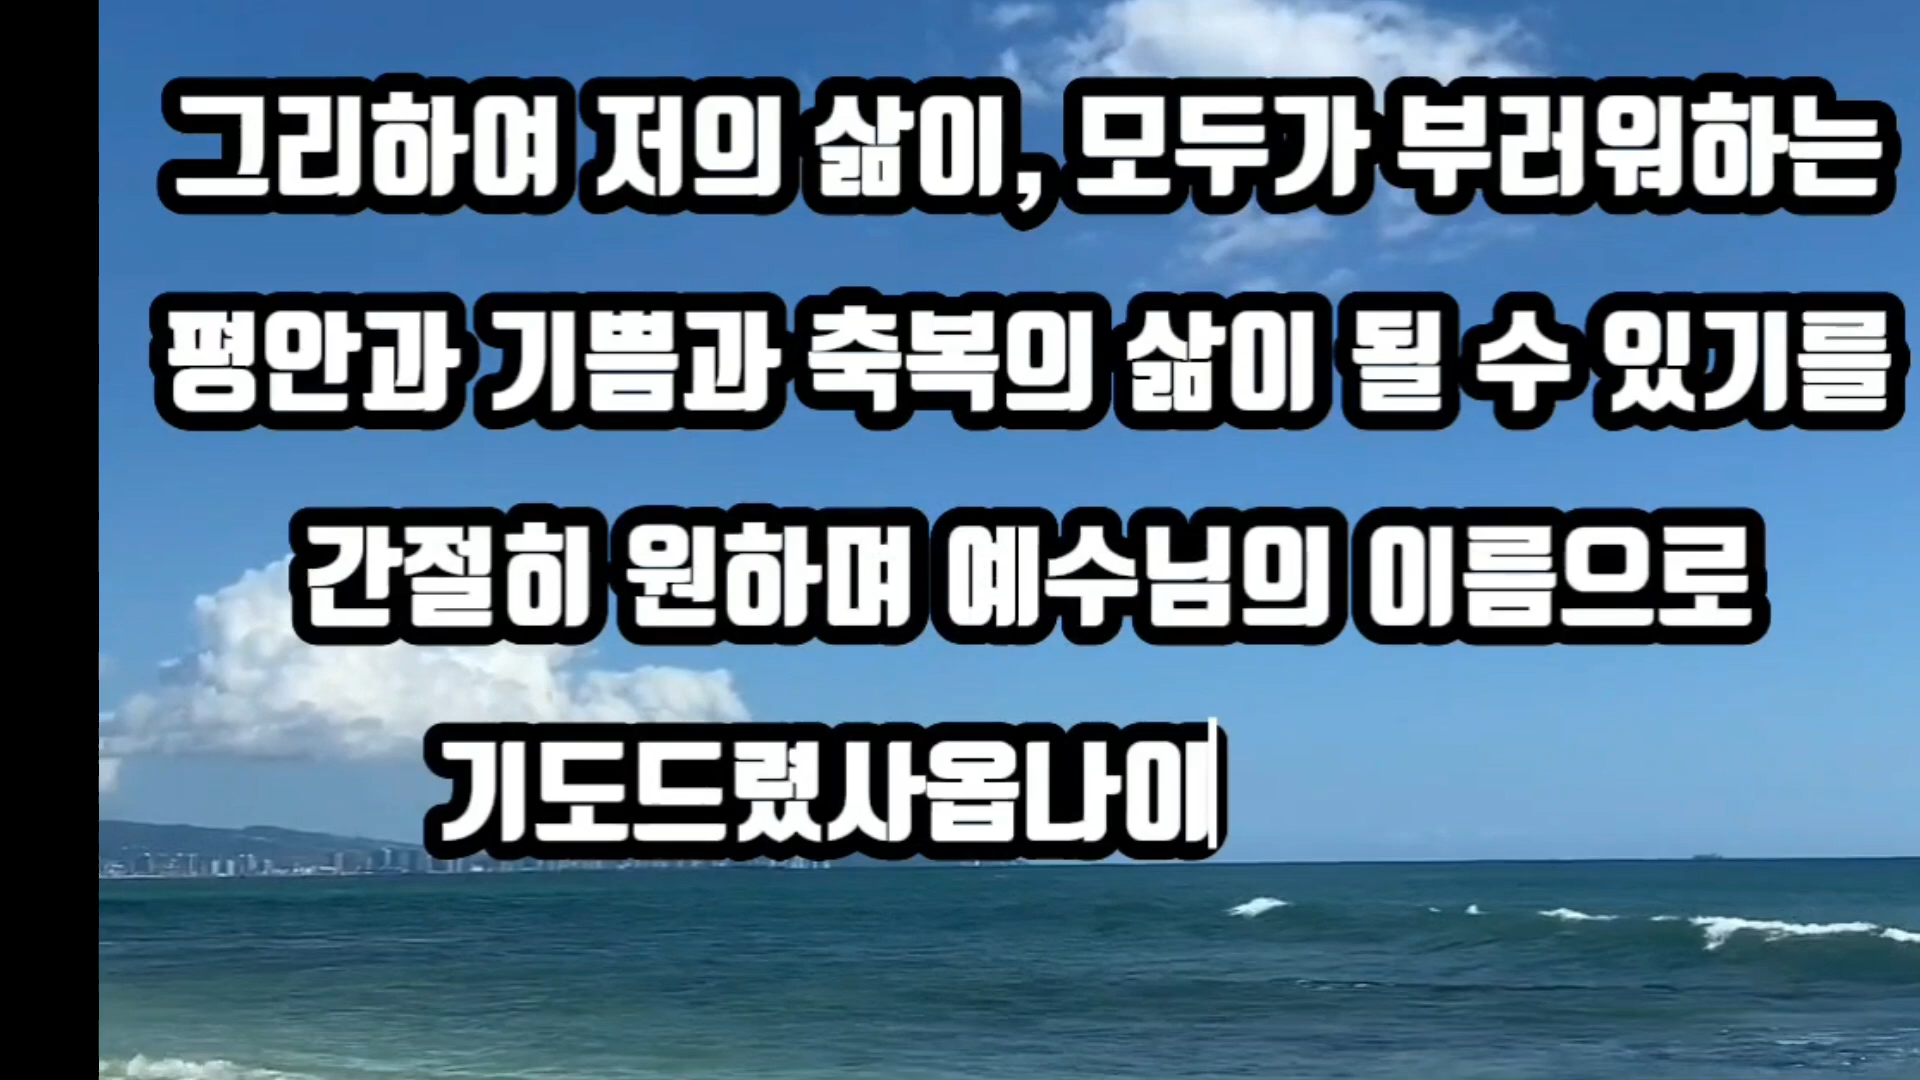 그리하여 저의 삶이, 모두가 부러워하는
평안과 기쁨과 축복의 삶이 될 수 있기를
간절히 원하며 예수님의 이름으로
기도드렸사옵나이